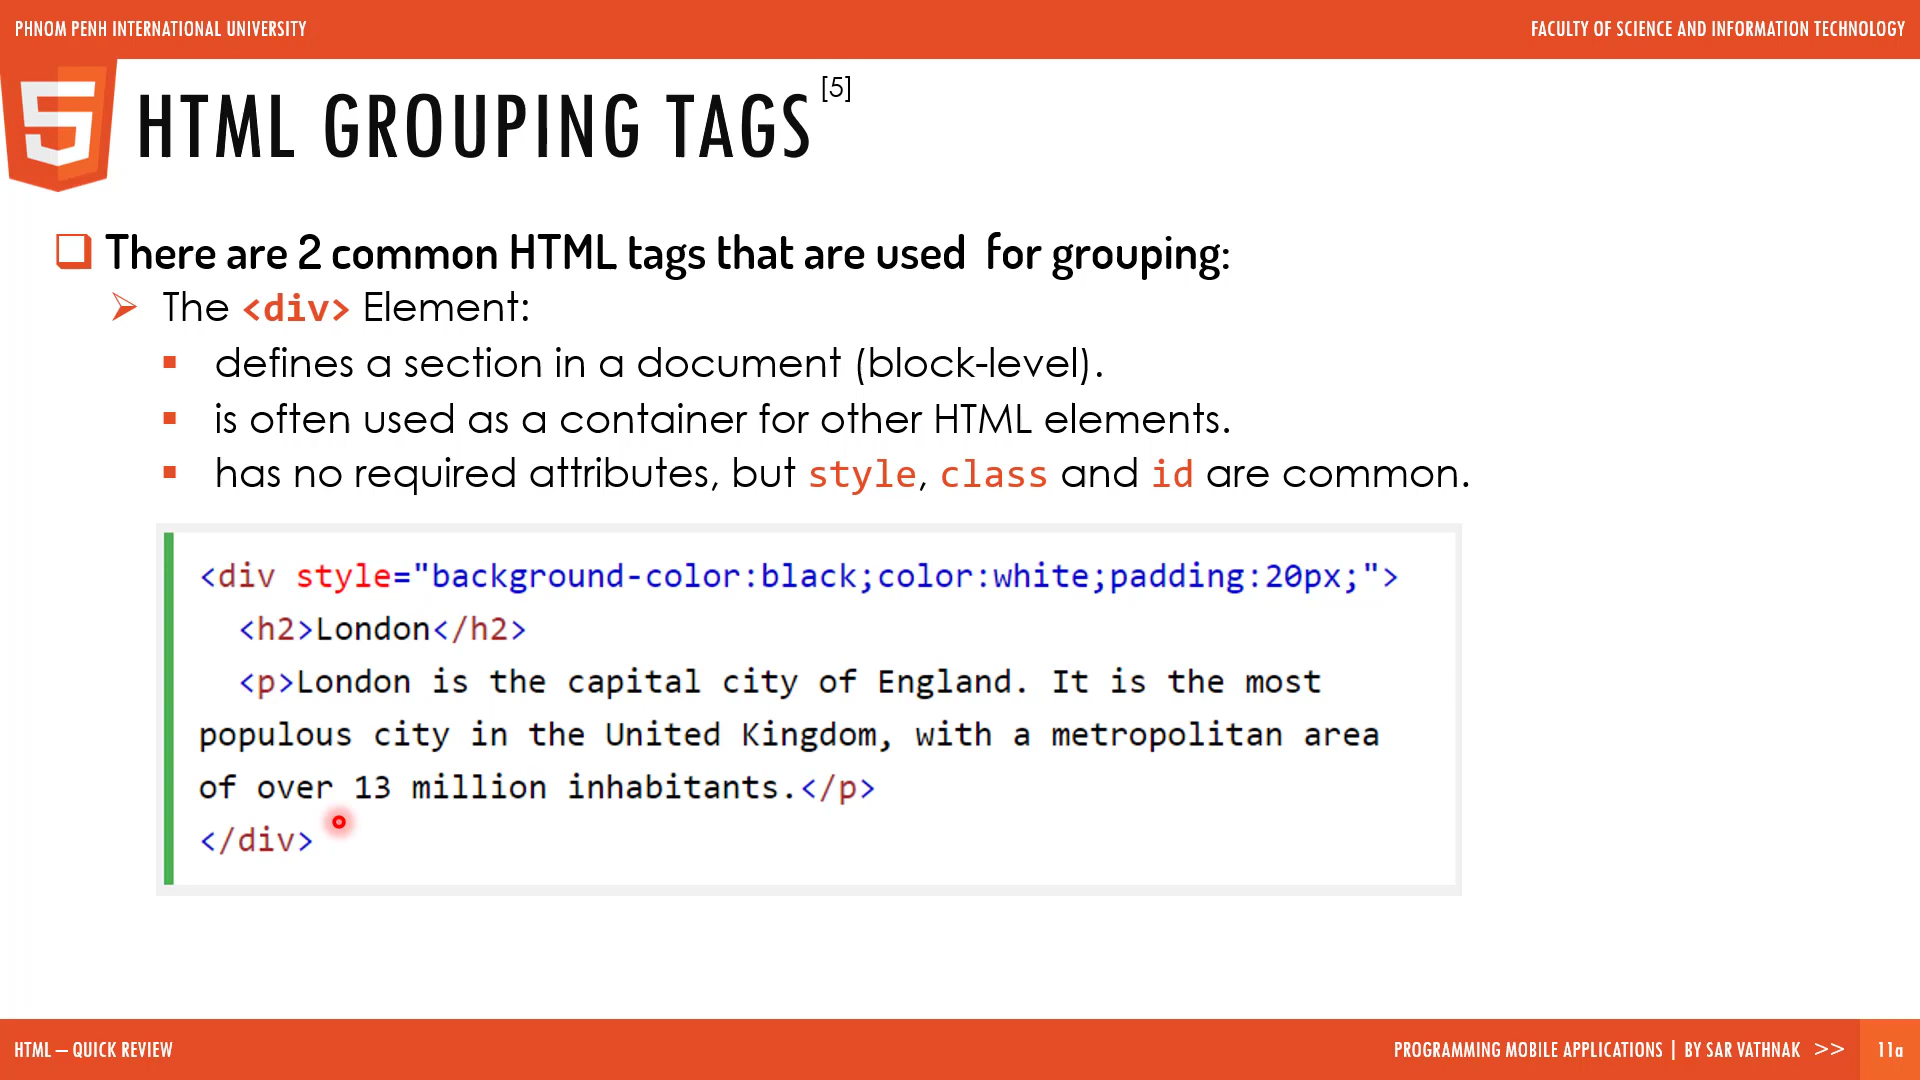 PHNOM PENH INTERNATIONAL UNIVERSITY
FACULTY OF SCIENCE AND INFORMATION TECHNOLOGY
HTML GROUPING TAGS [5]
There are 2 common HTML tags that are used  for grouping:
The <div> Element:
defines a section in a document (block-level).
is often used as a container for other HTML elements.
has no required attributes, but style, class and id are common.
<div style="background-color:black;color:white;padding:20px;">
  <h2>London</h2>
  <p>London is the capital city of England. It is the most
populous city in the United Kingdom, with a metropolitan area
of over 13 million inhabitants.</p>
</div>
HTML – QUICK REVIEW
PROGRAMMING MOBILE APPLICATIONS | BY SAR VATHNAK >> 11a